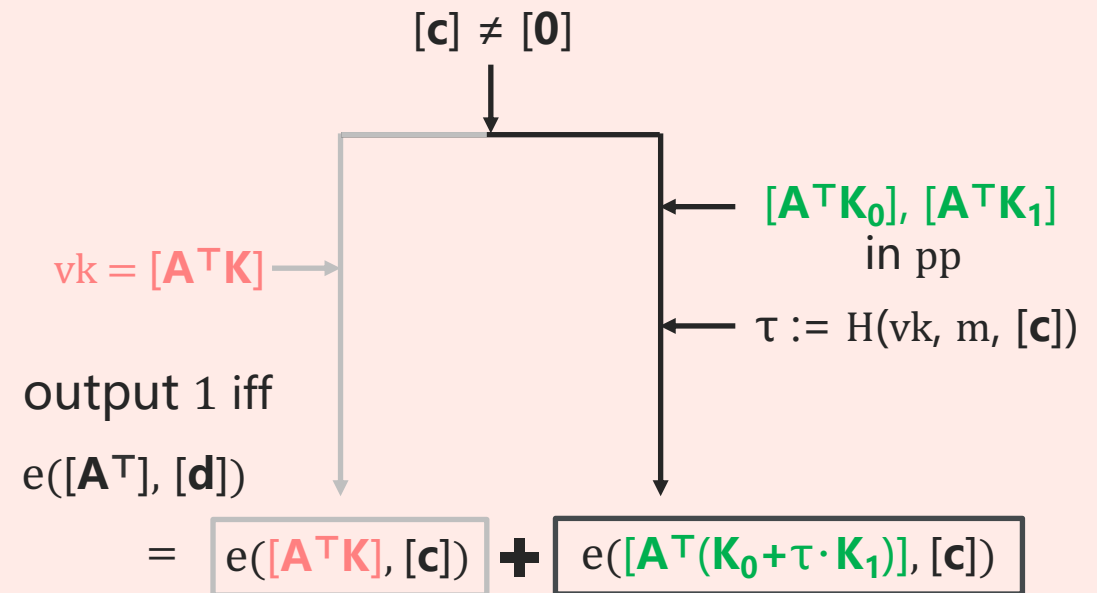 [c] ≠ [0]
[A⊤K₀], [A⊤K₁]
in pp
vk = [A⊤K]
τ := H(vk, m, [c])
output 1 iff
e([A⊤], [d])
= e([A⊤K], [c]) + e([A⊤(K₀+τ·K₁)], [c])